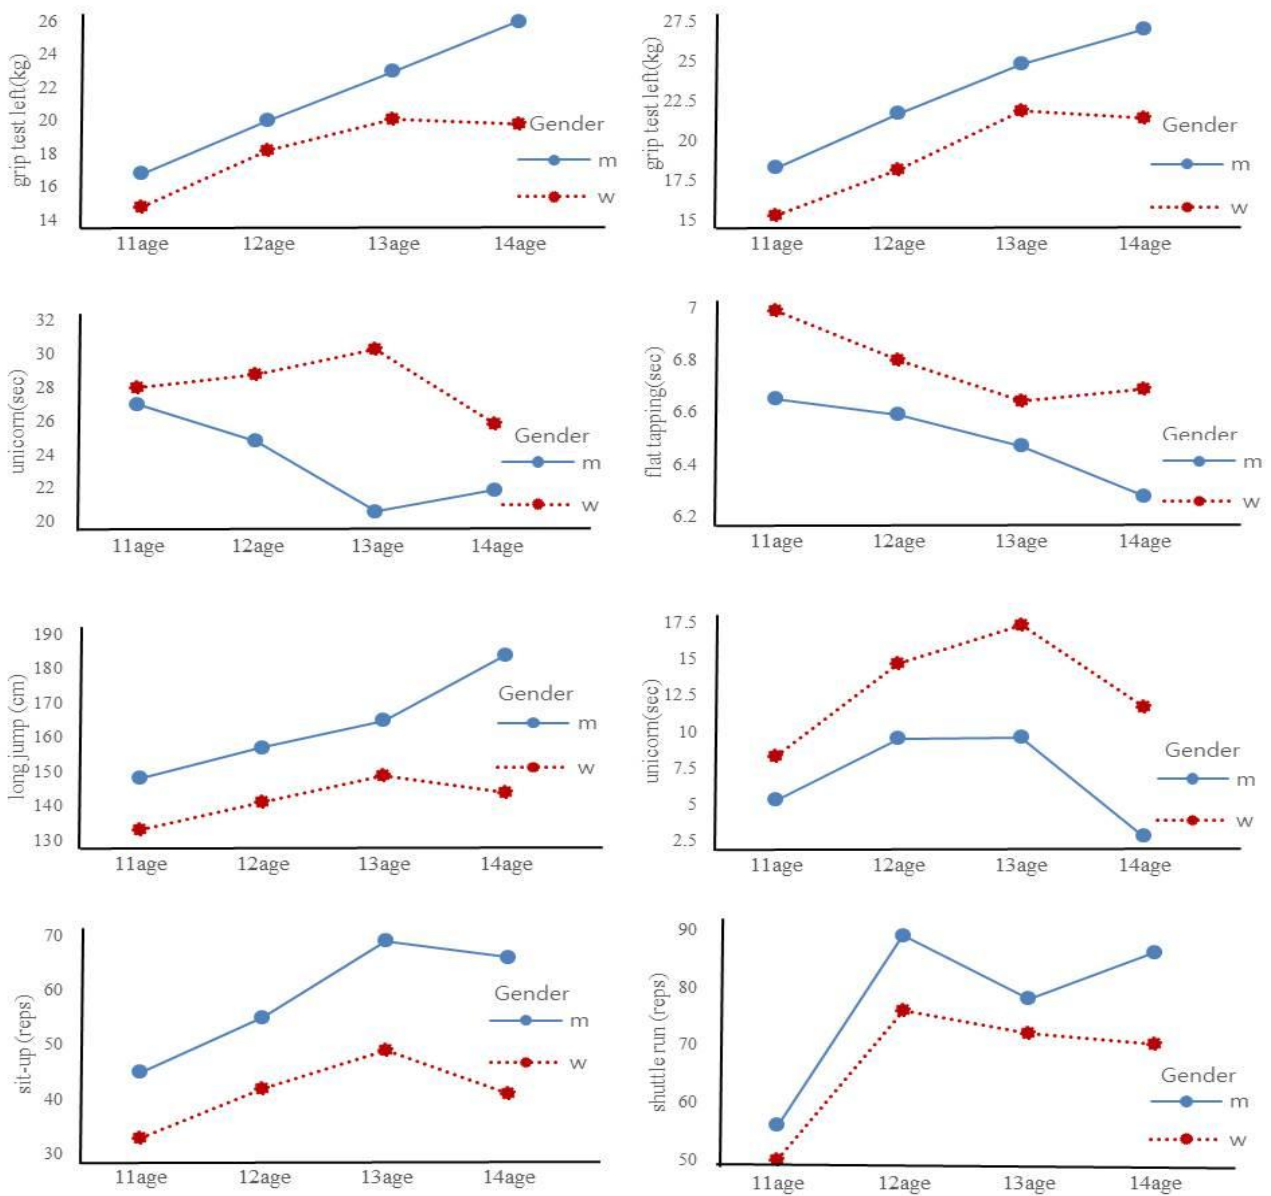 grip test left(kg)
26
24
22
20
18
16
14
11age 12age 13age 14age
Gender
m
w
grip test left(kg)
27.5
25
22.5
20
17.5
15
11age 12age 13age 14age
Gender
m
w
unicorn(sec)
32
30
28
26
24
22
20
11age 12age 13age 14age
Gender
m
w
flat tapping(sec)
7
6.8
6.6
6.4
6.2
11age 12age 13age 14age
Gender
m
w
long jump (cm)
190
180
170
160
150
140
130
11age 12age 13age 14age
Gender
m
w
unicorn(sec)
17.5
15
12.5
10
7.5
5
2.5
11age 12age 13age 14age
Gender
m
w
sit-up (reps)
70
60
50
40
30
11age 12age 13age 14age
Gender
m
w
shuttle run (reps)
90
80
70
60
50
11age 12age 13age 14age
Gender
m
w